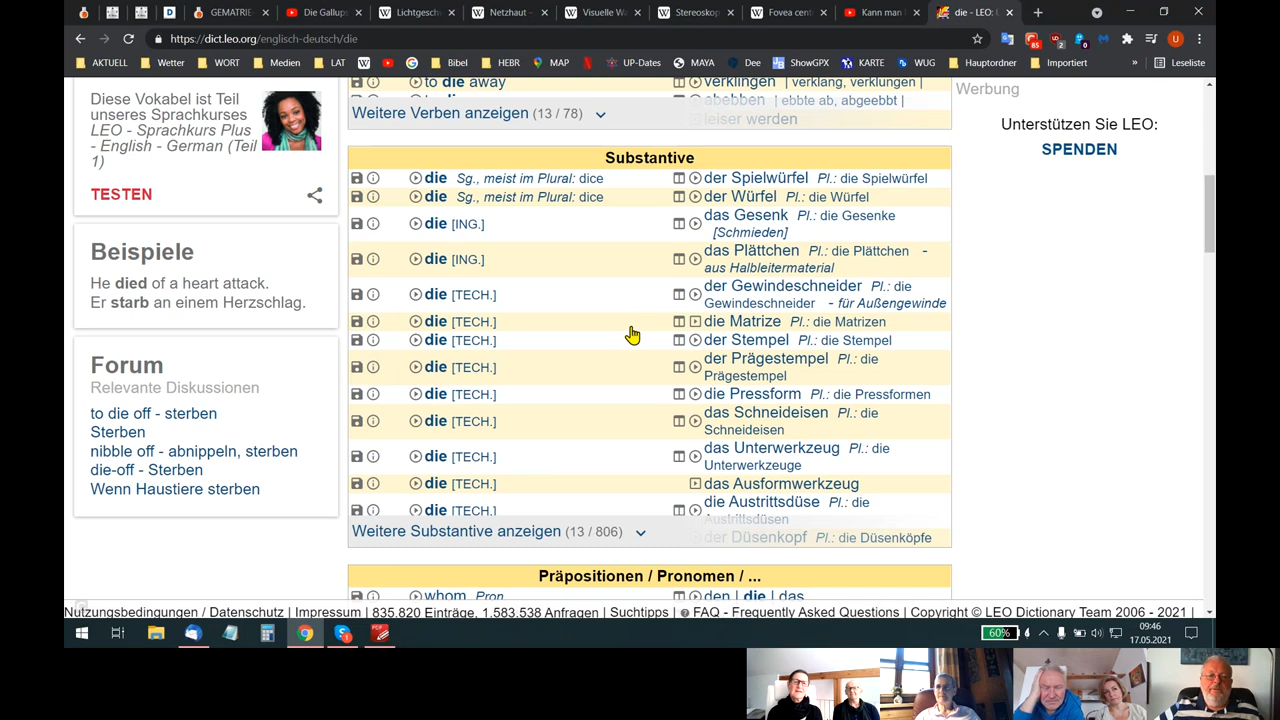 GEMATRIE
Die Gallups
Lichtgesch
Netzhaut -
Visuelle Wa
Stereoskop
Fovea cent
Kann man
die - LEO: Ü
https://dict.leo.org/englisch-deutsch/die
AKTUELL
Wetter
WORT
Medien
LAT
Bibel
HEBR
MAP
UP-Dates
MAYA
Dee
ShowGPX
KARTE
WUG
Hauptordner
Importiert
»
Leseliste
Diese Vokabel ist Teil
unseres Sprachkurses
LEO - Sprachkurs Plus
- English - German (Teil
1)
TESTEN
Beispiele
He died of a heart attack.
Er starb an einem Herzschlag.
Forum
Relevante Diskussionen
to die off - sterben
Sterben
nibble off - abnippeln, sterben
die-off - Sterben
Wenn Haustiere sterben
to die away verklingen | verklang, verklungen |
abebben | ebbte ab, abgeebbt |
Weitere Verben anzeigen (13 / 78) leiser werden
Substantive
die Sg., meist im Plural: dice der Spielwürfel Pl.: die Spielwürfel
die Sg., meist im Plural: dice der Würfel Pl.: die Würfel
die [ING.] das Gesenk Pl.: die Gesenke
[Schmieden]
die [ING.] das Plättchen Pl.: die Plättchen -
aus Halbleitermaterial
die [TECH.] der Gewindeschneider Pl.: die
Gewindeschneider - für Außengewinde
die [TECH.] die Matrize Pl.: die Matrizen
die [TECH.] der Stempel Pl.: die Stempel
die [TECH.] der Prägestempel Pl.: die
Prägestempel
die [TECH.] die Pressform Pl.: die Pressformen
die [TECH.] das Schneideisen Pl.: die
Schneideisen
die [TECH.] das Unterwerkzeug Pl.: die
Unterwerkzeuge
die [TECH.] das Ausformwerkzeug
die [TECH.] die Austrittsdüse Pl.: die
Austrittsdüsen
Weitere Substantive anzeigen (13 / 806) der Düsenkopf Pl.: die Düsenköpfe
Präpositionen / Pronomen / ...
whom Pron. den | die | das
Werbung
Unterstützen Sie LEO:
SPENDEN
Nutzungsbedingungen / Datenschutz | Impressum | 835.820 Einträge, 1.583.538 Anfragen | Suchtipps | FAQ - Frequently Asked Questions | Copyright © LEO Dictionary Team 2006 - 2021 |
60%
09:46
17.05.2021